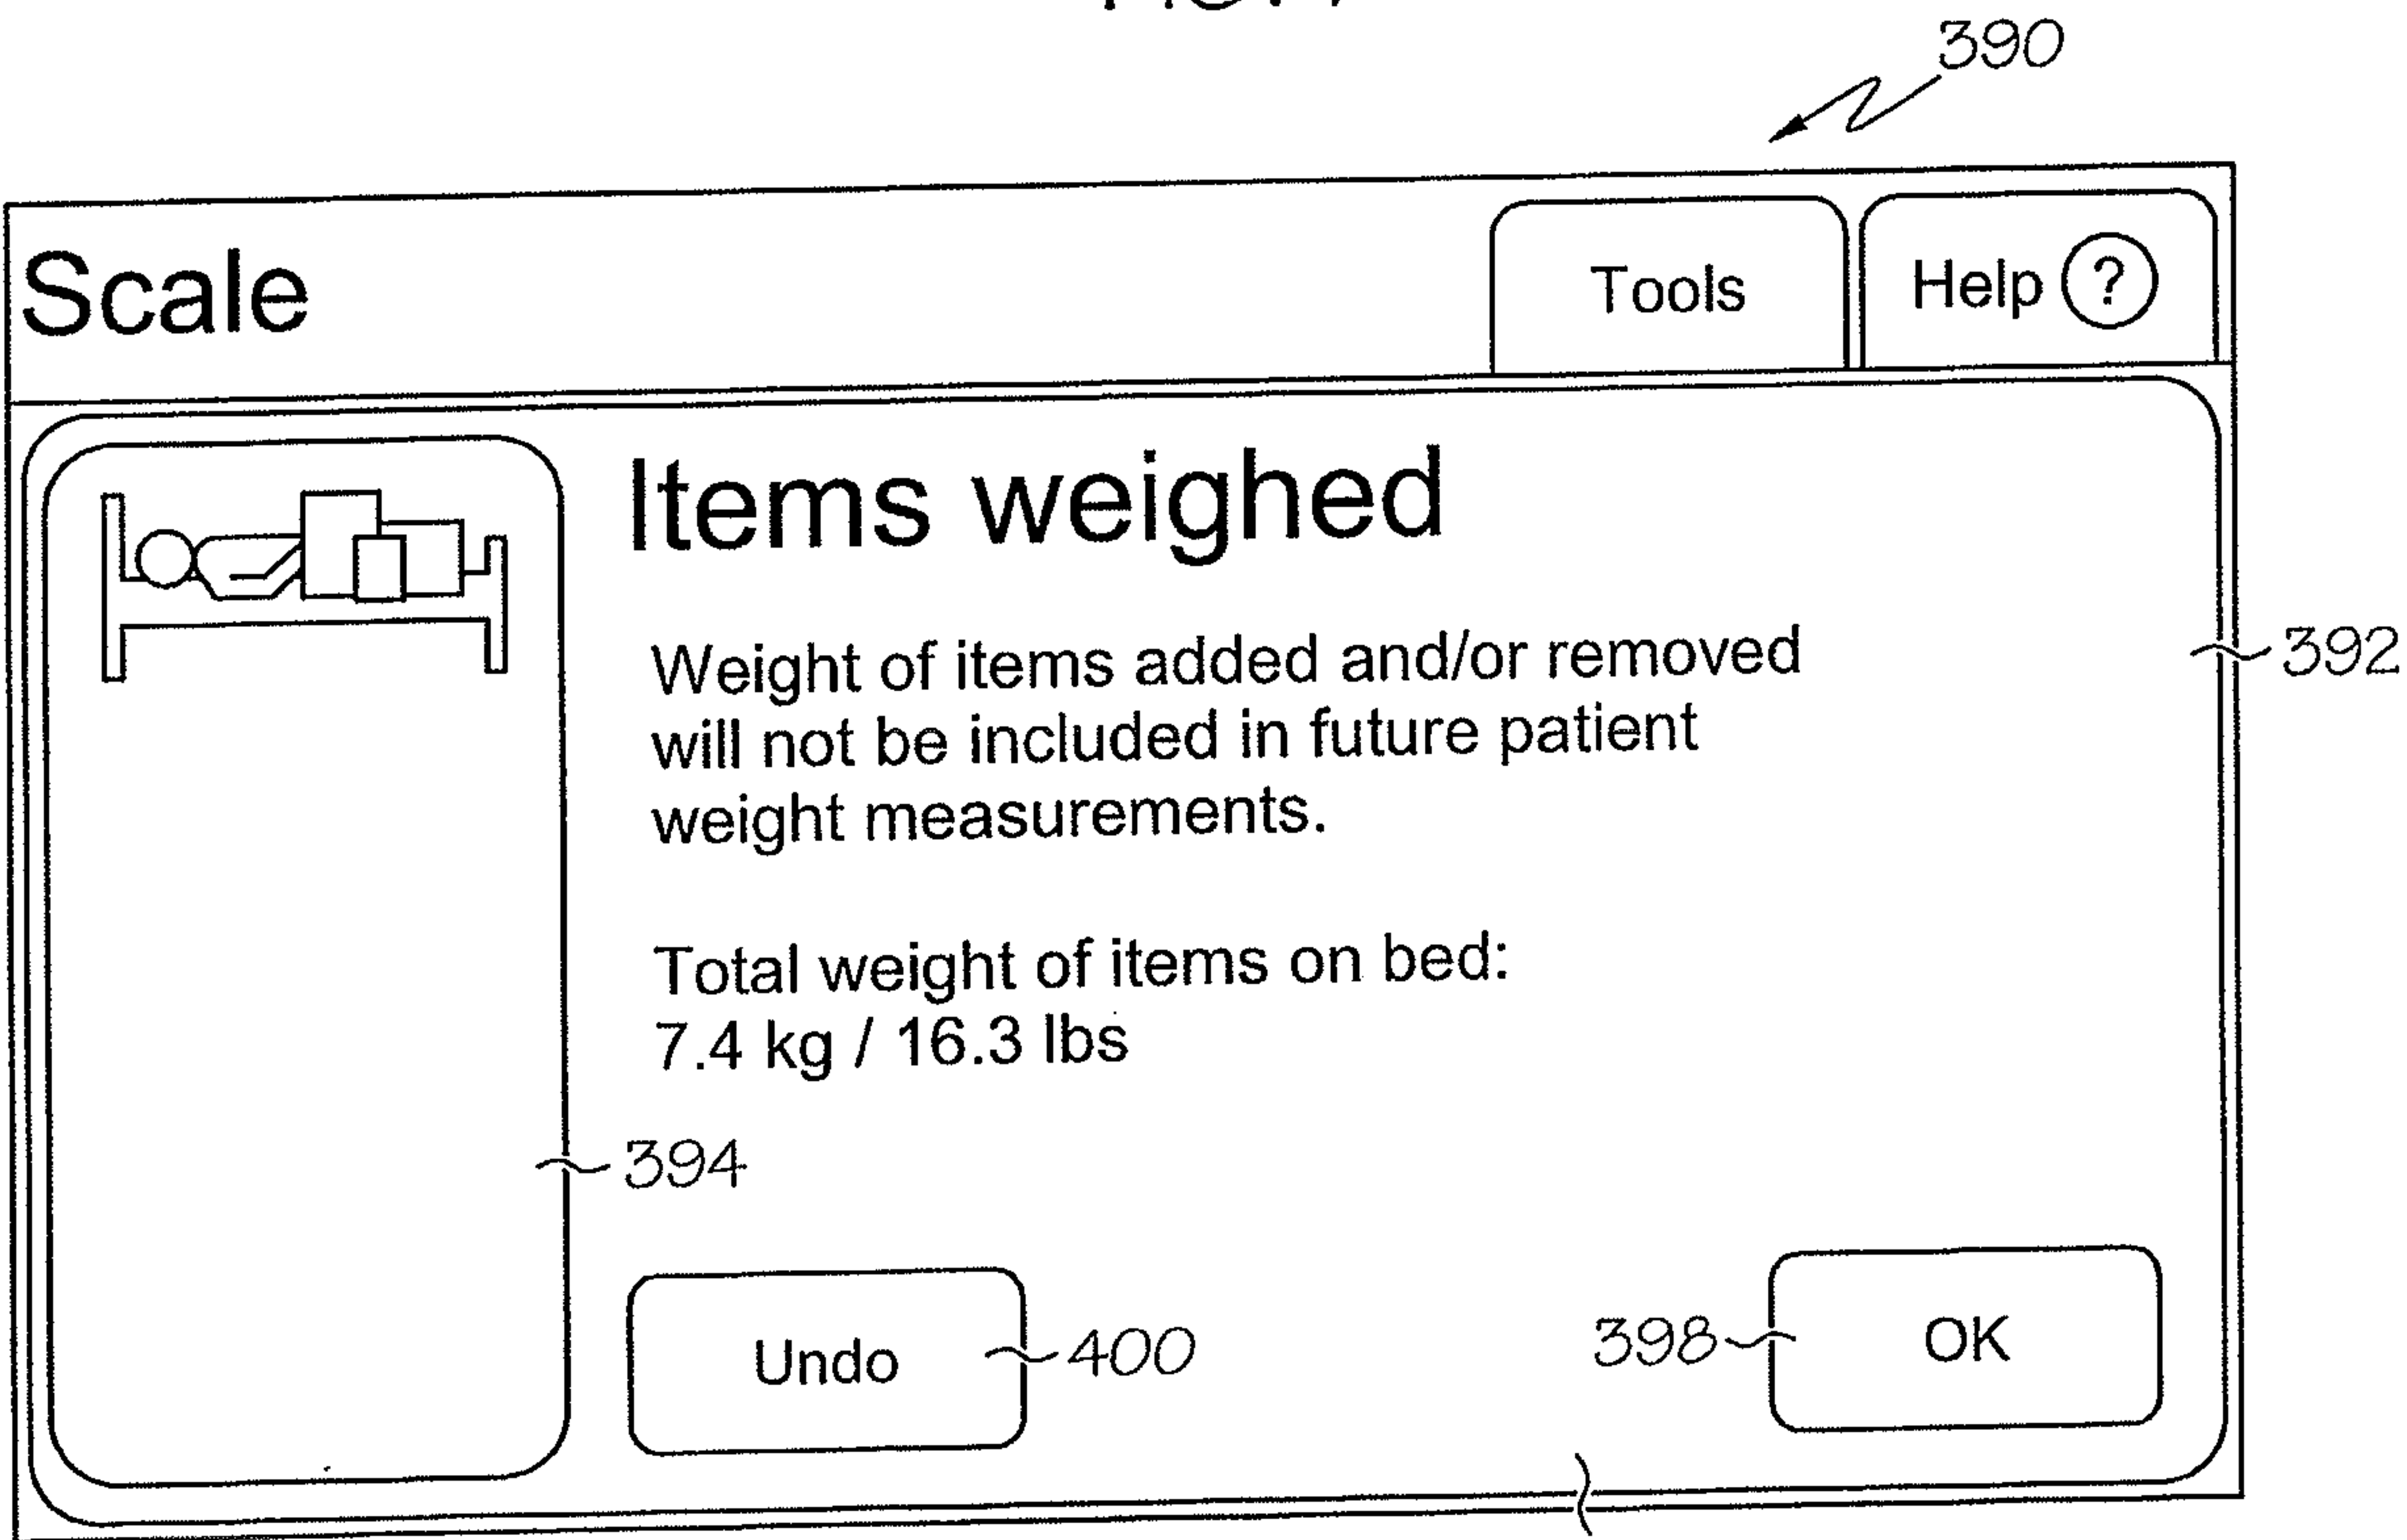 390
Scale
Tools
Help ?
Items weighed
Weight of items added and/or removed
will not be included in future patient
weight measurements.
392
Total weight of items on bed:
7.4 kg / 16.3 lbs
394
Undo
400
398
OK